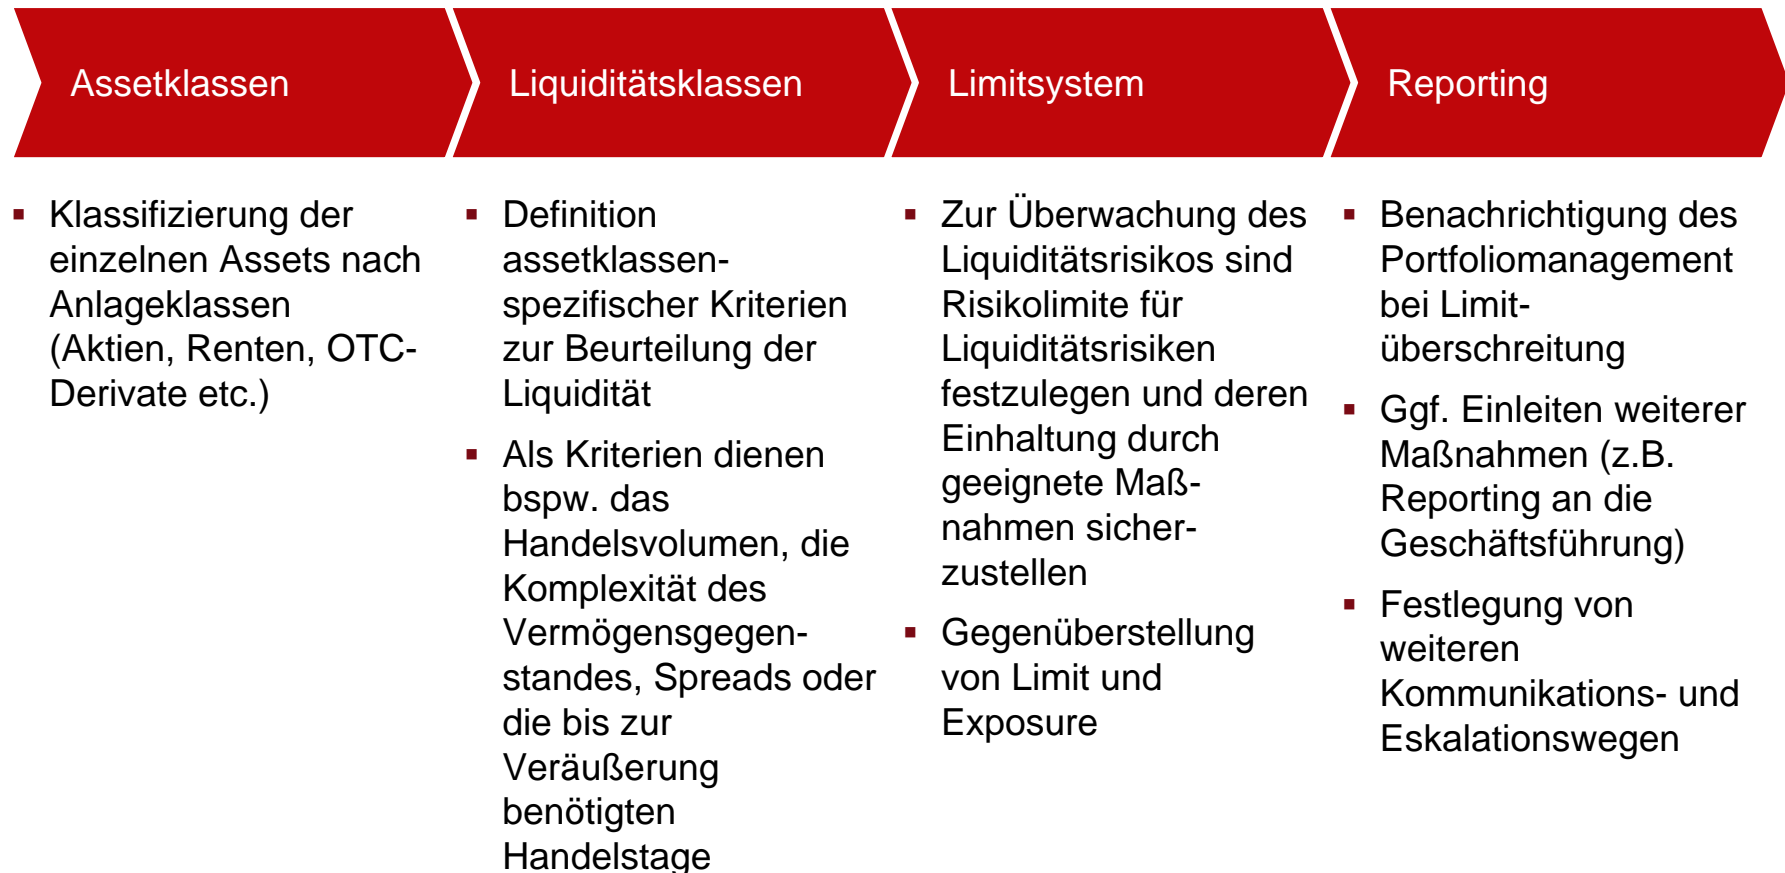 Assetklassen
Liquiditätsklassen
Limitsystem
Reporting
▪ Klassifizierung der
einzelnen Assets nach
Anlageklassen
(Aktien, Renten, OTC-
Derivate etc.)
▪ Definition
assetklassen-
spezifischer Kriterien
zur Beurteilung der
Liquidität
▪ Als Kriterien dienen
bspw. das
Handelsvolumen, die
Komplexität des
Vermögensgegen-
standes, Spreads oder
die bis zur
Veräußerung
benötigten
Handelstage
▪ Zur Überwachung des
Liquiditätsrisikos sind
Risikolimite für
Liquiditätsrisiken
festzulegen und deren
Einhaltung durch
geeignete Maß-
nahmen sicher-
zustellen
▪ Gegenüberstellung
von Limit und
Exposure
▪ Benachrichtigung des
Portfoliomanagement
bei Limit-
überschreitung
▪ Ggf. Einleiten weiterer
Maßnahmen (z.B.
Reporting an die
Geschäftsführung)
▪ Festlegung von
weiteren
Kommunikations- und
Eskalationswegen